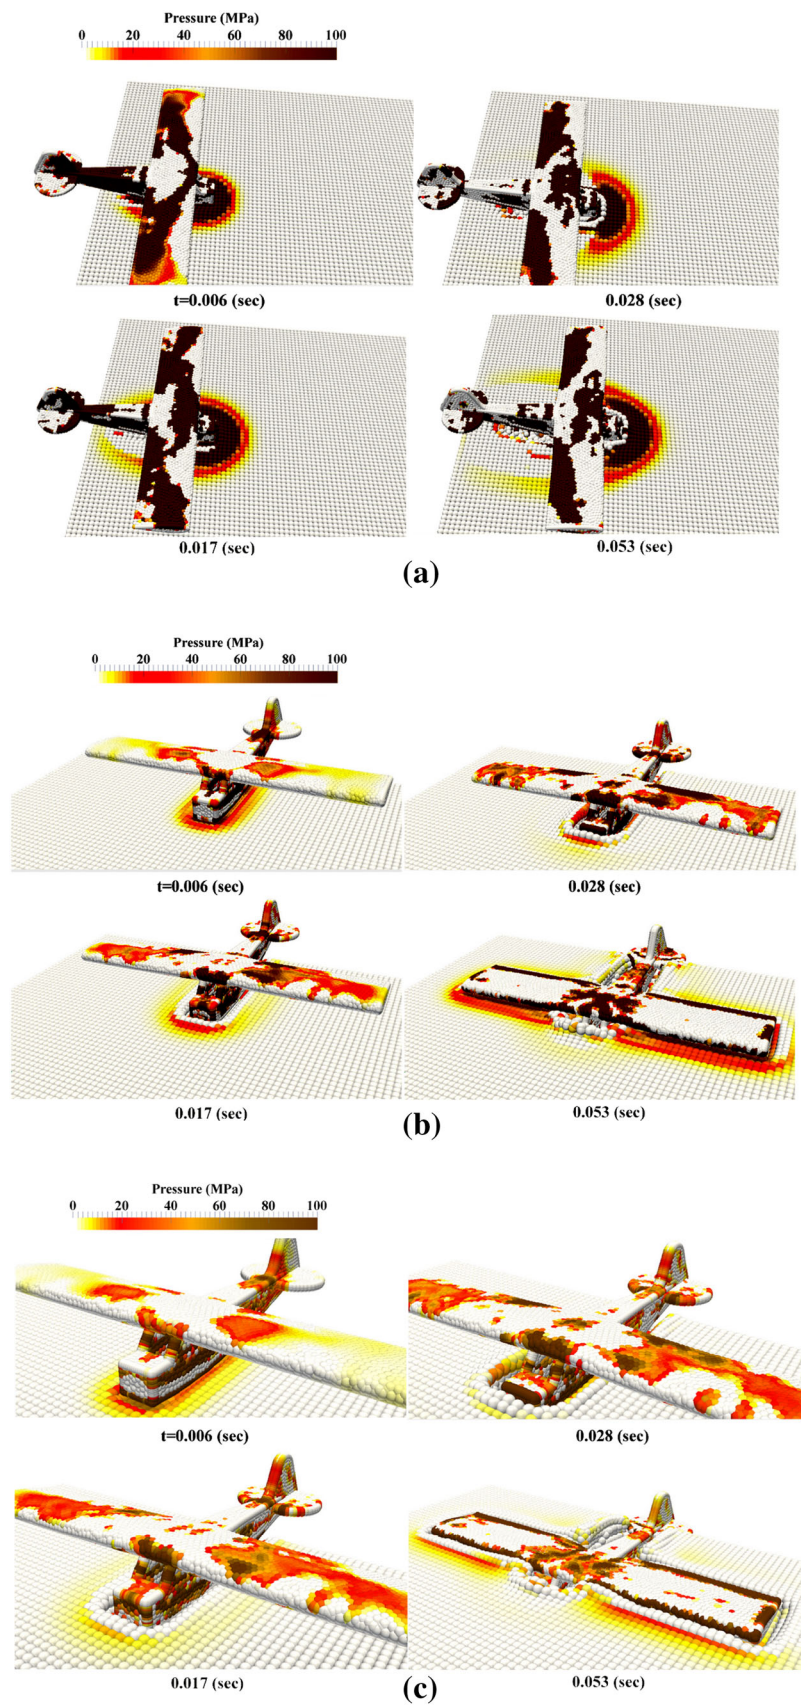 Pressure (MPa)
0 20 40 60 80 100
t=0.006 (sec)
0.028 (sec)
0.017 (sec)
0.053 (sec)
(a)
Pressure (MPa)
0 20 40 60 80 100
t=0.006 (sec)
0.028 (sec)
0.017 (sec)
0.053 (sec)
(b)
Pressure (MPa)
0 20 40 60 80 100
t=0.006 (sec)
0.028 (sec)
0.017 (sec)
0.053 (sec)
(c)